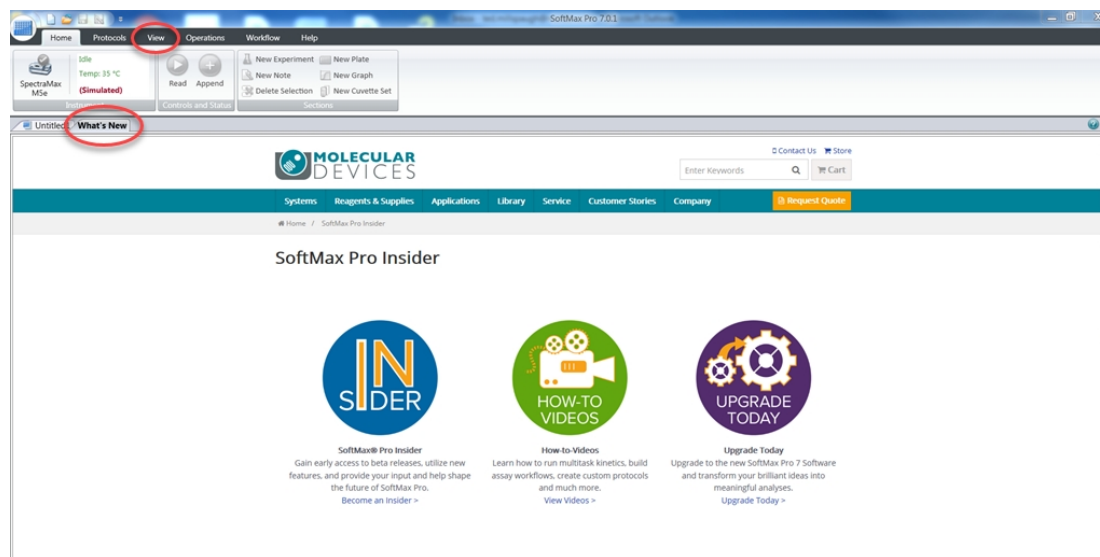 SoftMax Pro 7.0.1
Home Protocols View Operations Workflow Help
SpectraMax
MSe
Idle
Temp: 35 °C
(Simulated)
Instrument
Read Append
Controls and Status
New Experiment New Plate
New Note New Graph
Delete Selection New Cuvette Set
Sections
Untitled What's New
MOLECULAR
DEVICES
Contact Us Store
Enter Keywords Cart
Systems Reagents & Supplies Applications Library Service Customer Stories Company Request Quote
Home / SoftMax Pro Insider
SoftMax Pro Insider
IN
SIDER
HOW-TO
VIDEOS
UPGRADE
TODAY
SoftMax® Pro Insider
Gain early access to beta releases, utilize new
features, and provide your input and help shape
the future of SoftMax Pro.
Become an Insider >
How-to-Videos
Learn how to run multitask kinetics, build
assay workflows, create custom protocols
and much more.
View Videos >
Upgrade Today
Upgrade to the new SoftMax Pro 7 Software
and transform your brilliant ideas into
meaningful analyses.
Upgrade Today >